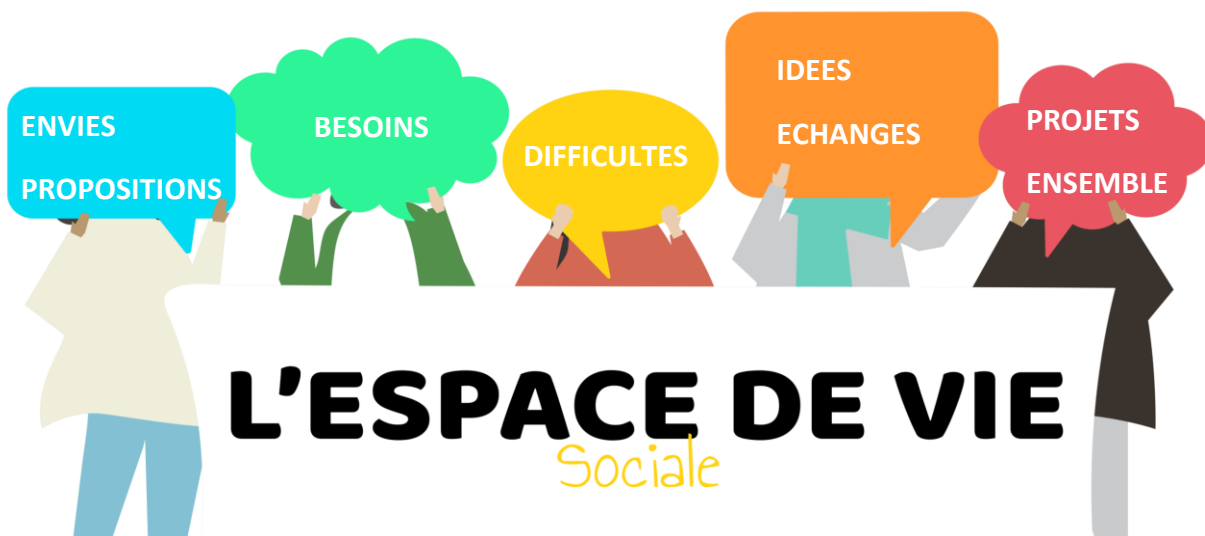 ENVIES
PROPOSITIONS
BESOINS
DIFFICULTES
IDEES
ECHANGES
PROJETS
ENSEMBLE
L'ESPACE DE VIE
Sociale